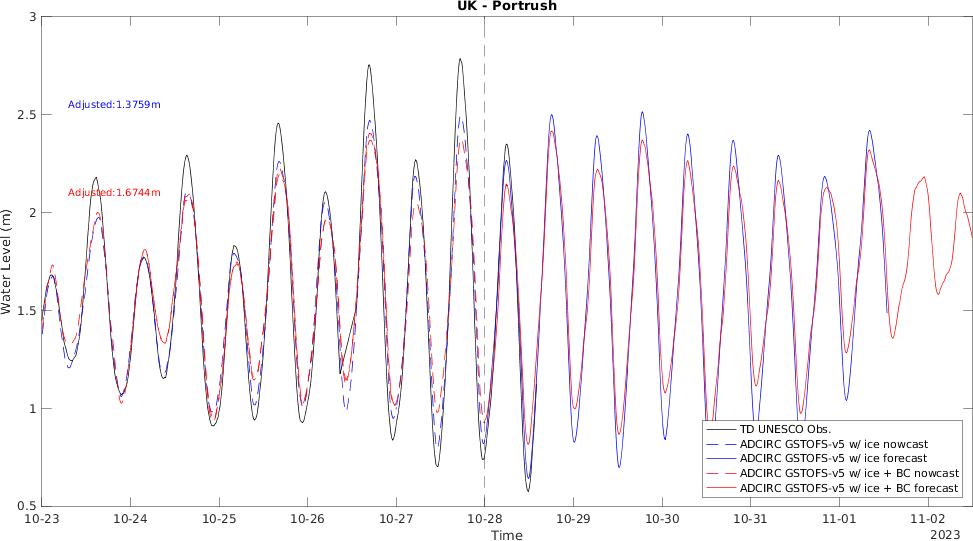 UK - Portrush
3
2.5
2
1.5
1
0.5
Water Level (m)
Adjusted:1.3759m
Adjusted:1.6744m
TD UNESCO Obs.
ADCIRC GSTOFS-v5 w/ ice nowcast
ADCIRC GSTOFS-v5 w/ ice forecast
ADCIRC GSTOFS-v5 w/ ice + BC nowcast
ADCIRC GSTOFS-v5 w/ ice + BC forecast
10-23 10-24 10-25 10-26 10-27 10-28 10-29 10-30 10-31 11-01 11-02
2023
Time